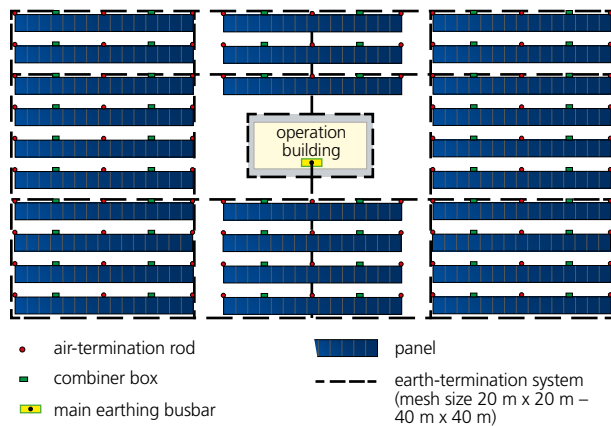 operation
building
air-termination rod
combiner box
main earthing busbar
panel
earth-termination system
(mesh size 20 m x 20 m –
40 m x 40 m)